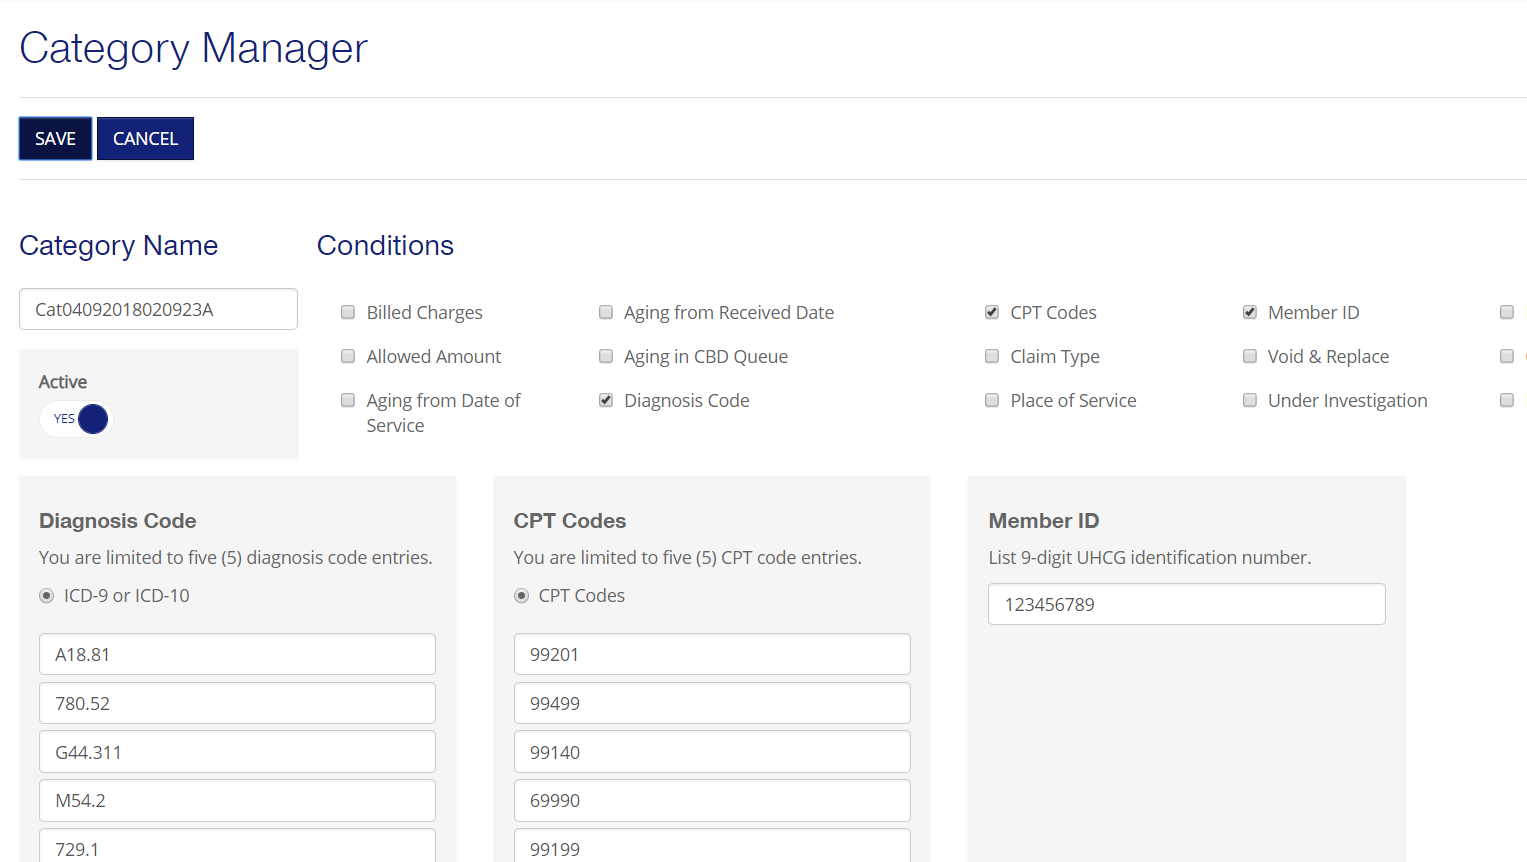 Category Manager
SAVE CANCEL
Category Name
Conditions
Cat04092018020923A
Active
YES
Billed Charges
Allowed Amount
Aging from Date of
Service
Aging from Received Date
Aging in CBD Queue
Diagnosis Code
CPT Codes
Claim Type
Place of Service
Member ID
Void & Replace
Under Investigation
Diagnosis Code
You are limited to five (5) diagnosis code entries.
ICD-9 or ICD-10
A18.81
780.52
G44.311
M54.2
729.1
CPT Codes
You are limited to five (5) CPT code entries.
CPT Codes
99201
99499
99140
69990
99199
Member ID
List 9-digit UHCG identification number.
123456789